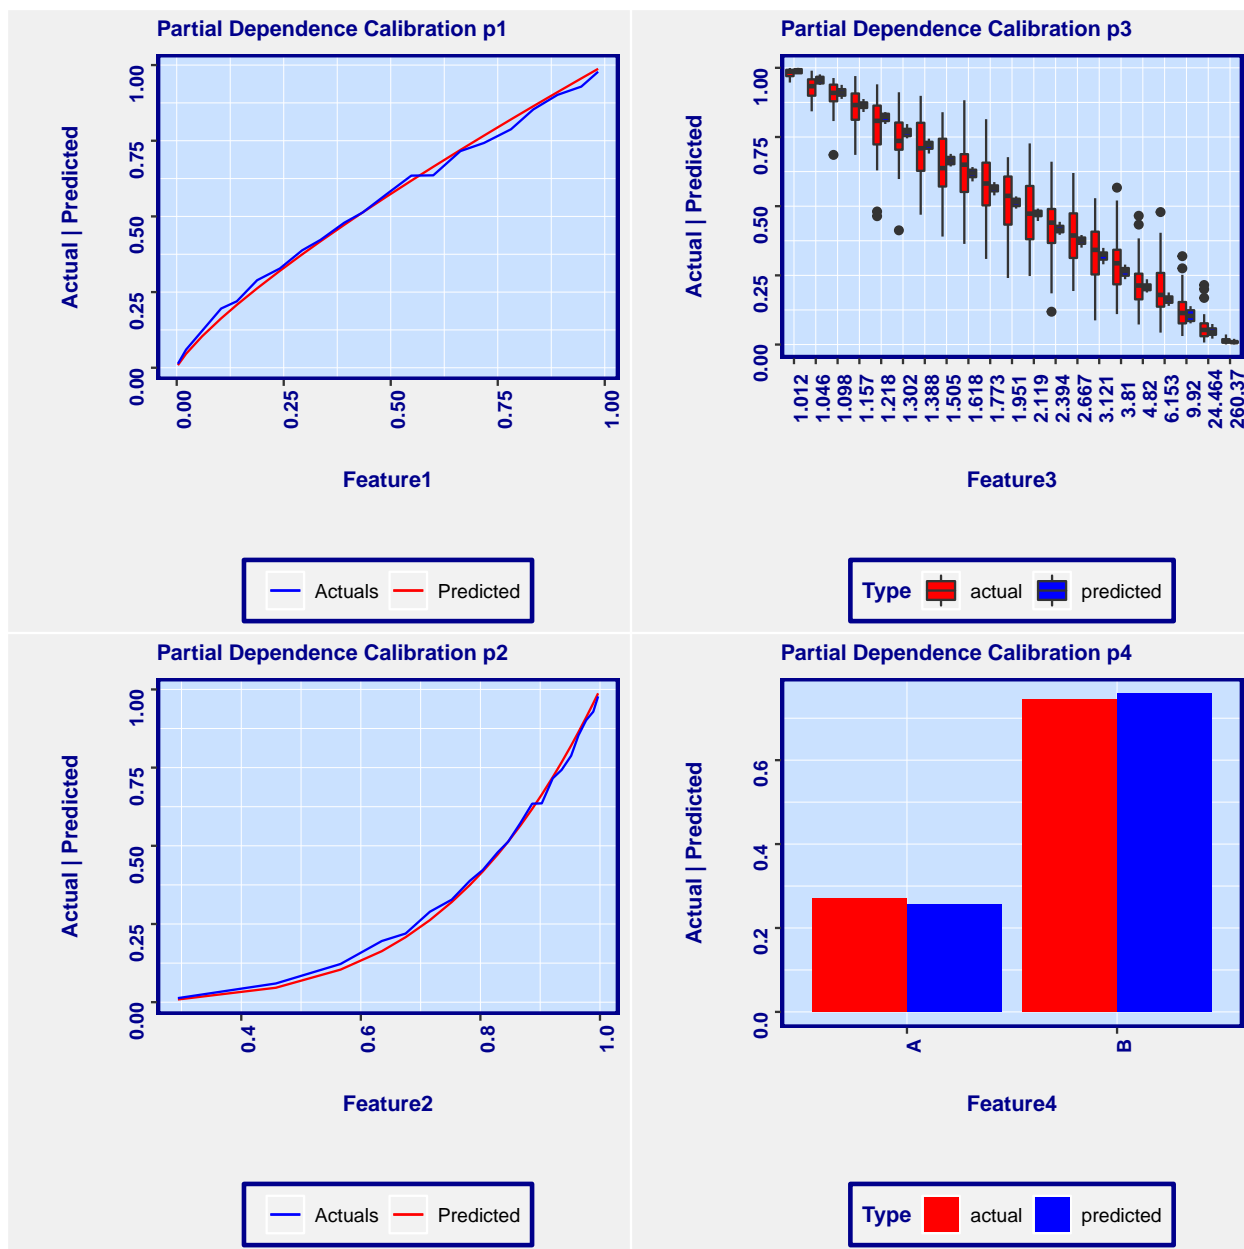 Partial Dependence Calibration p1
Actual | Predicted
0.00
0.25
0.50
0.75
1.00
0.00
0.25
0.50
0.75
1.00
Feature1
Actuals
Predicted
Partial Dependence Calibration p3
Actual | Predicted
0.00
0.25
0.50
0.75
1.00
1.012
1.046
1.098
1.157
1.218
1.302
1.388
1.505
1.618
1.773
1.951
2.119
2.394
2.667
3.121
3.81
4.82
6.153
9.92
24.464
260.37
Feature3
Type
actual
predicted
Partial Dependence Calibration p2
Actual | Predicted
0.00
0.25
0.50
0.75
1.00
0.4
0.6
0.8
1.0
Feature2
Actuals
Predicted
Partial Dependence Calibration p4
Actual | Predicted
0.0
0.2
0.4
0.6
A
B
Feature4
Type
actual
predicted